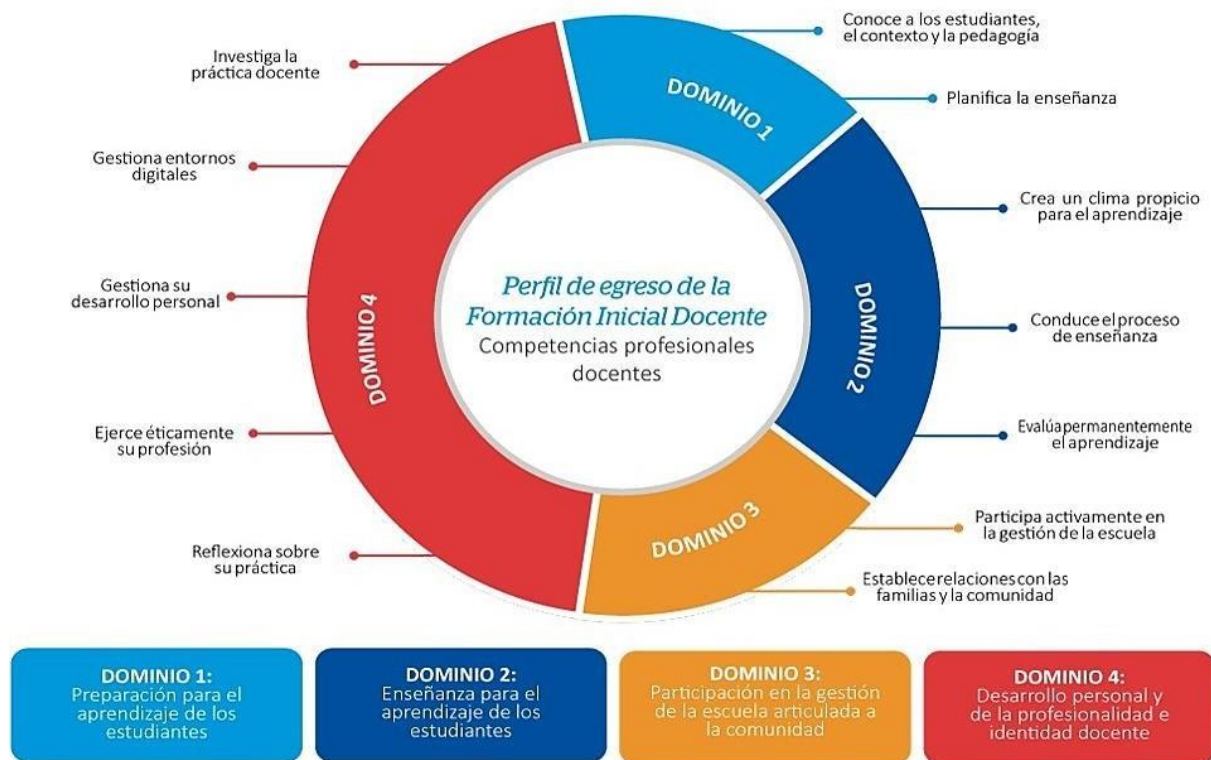 Conoce a los estudiantes,
el contexto y la pedagogía
Planifica la enseñanza
Crea un clima propicio
para el aprendizaje
Conduce el proceso
de enseñanza
Evalúa permanentemente
el aprendizaje
Participa activamente en
la gestión de la escuela
Establece relaciones con las
familias y la comunidad
Investiga la
práctica docente
Gestiona entornos
digitales
Gestiona su
desarrollo personal
Ejerce éticamente
su profesión
Reflexiona sobre
su práctica
DOMINIO 1
DOMINIO 2
DOMINIO 3
DOMINIO 4
Perfil de egreso de la
Formación Inicial Docente
Competencias profesionales
docentes
DOMINIO 1:
Preparación para el
aprendizaje de los
estudiantes
DOMINIO 2:
Enseñanza para el
aprendizaje de los
estudiantes
DOMINIO 3:
Participación en la gestión
de la escuela articulada a
la comunidad
DOMINIO 4:
Desarrollo personal y
de la profesionalidad e
identidad docente